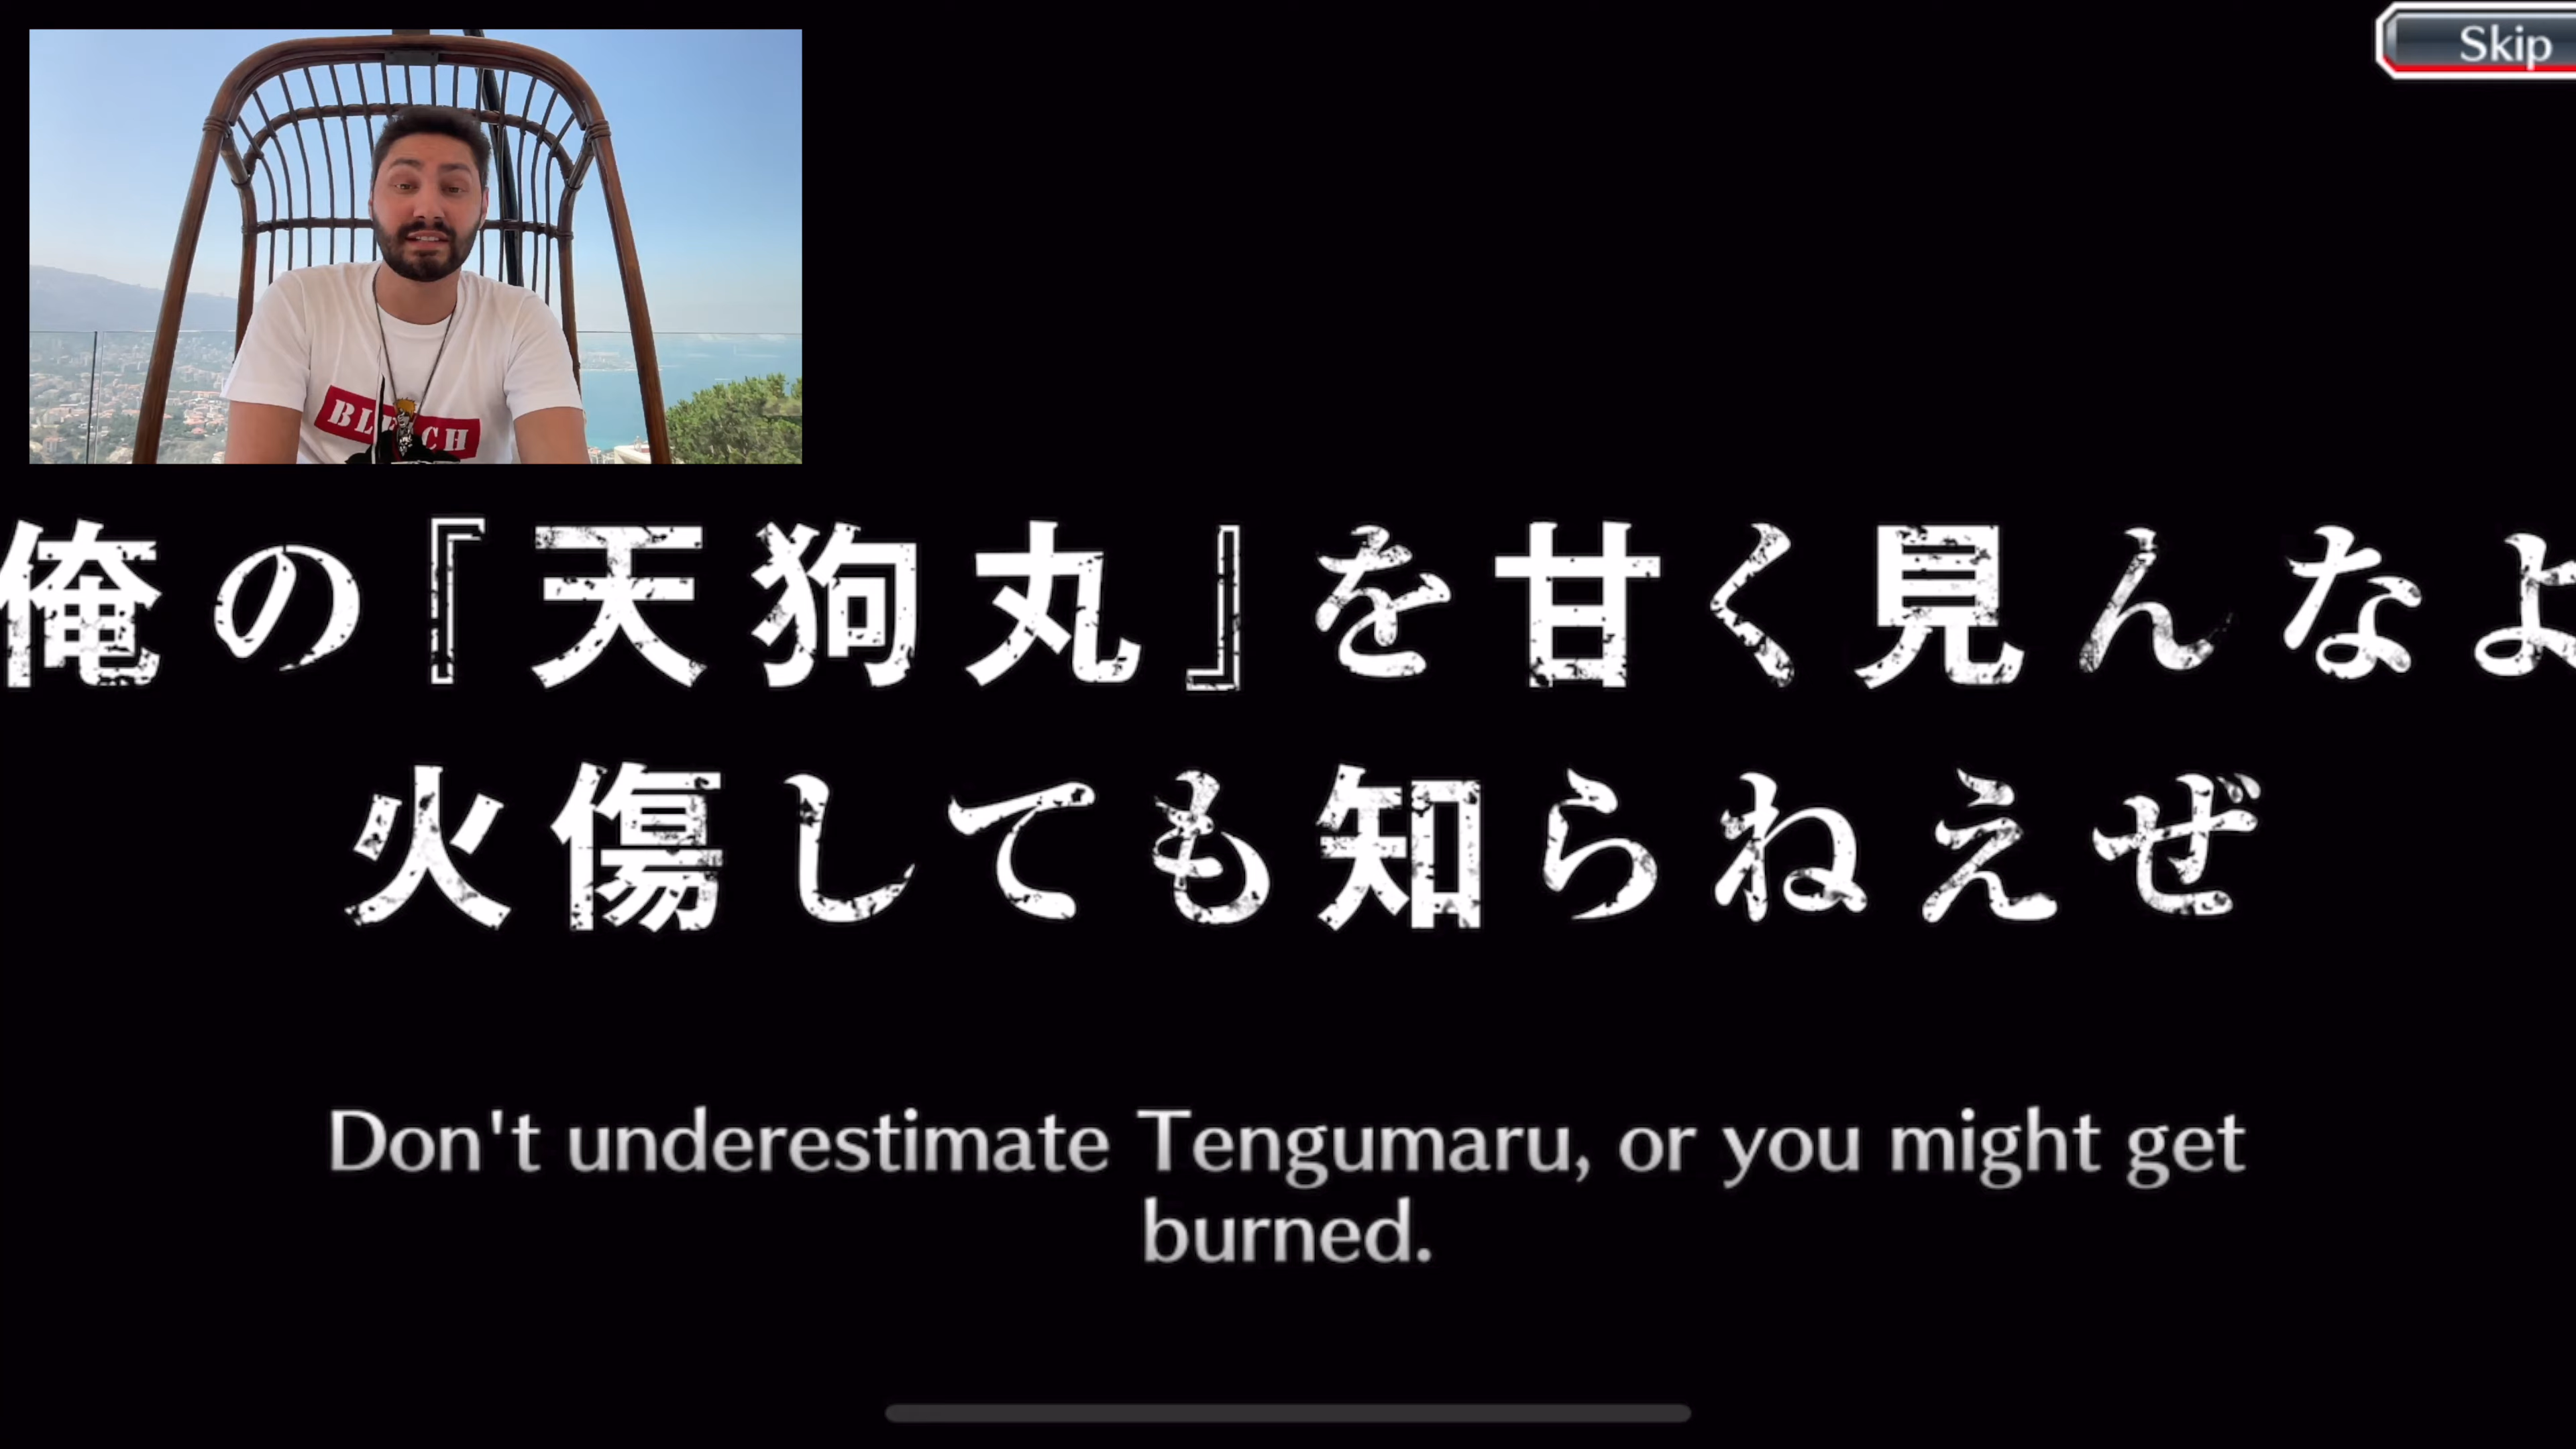 Skip
BLEACH
俺の『天狗丸』を甘く見んなよ
火傷しても知らねえぜ
Don't underestimate Tengumaru, or you might get
burned.